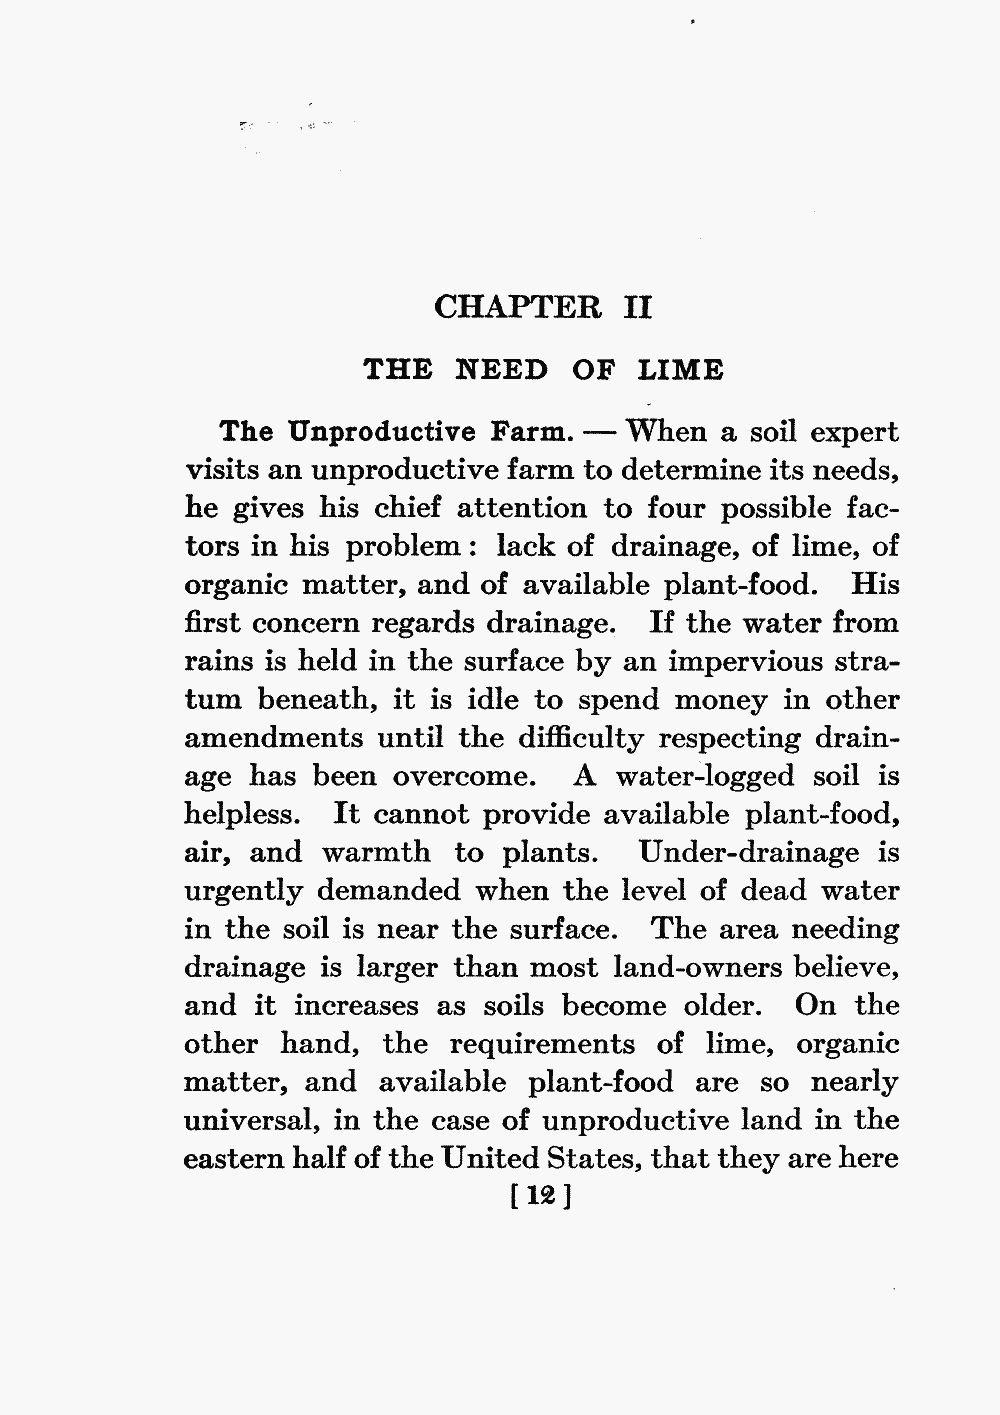 CHAPTER II
THE NEED OF LIME
The Unproductive Farm. — When a soil expert
visits an unproductive farm to determine its needs,
he gives his chief attention to four possible fac-
tors in his problem : lack of drainage, of lime, of
organic matter, and of available plant-food. His
first concern regards drainage. If the water from
rains is held in the surface by an impervious stra-
tum beneath, it is idle to spend money in other
amendments until the difficulty respecting drain-
age has been overcome. A water-logged soil is
helpless. It cannot provide available plant-food,
air, and warmth to plants. Under-drainage is
urgently demanded when the level of dead water
in the soil is near the surface. The area needing
drainage is larger than most land-owners believe,
and it increases as soils become older. On the
other hand, the requirements of lime, organic
matter, and available plant-food are so nearly
universal, in the case of unproductive land in the
eastern half of the United States, that they are here
[ 12 ]